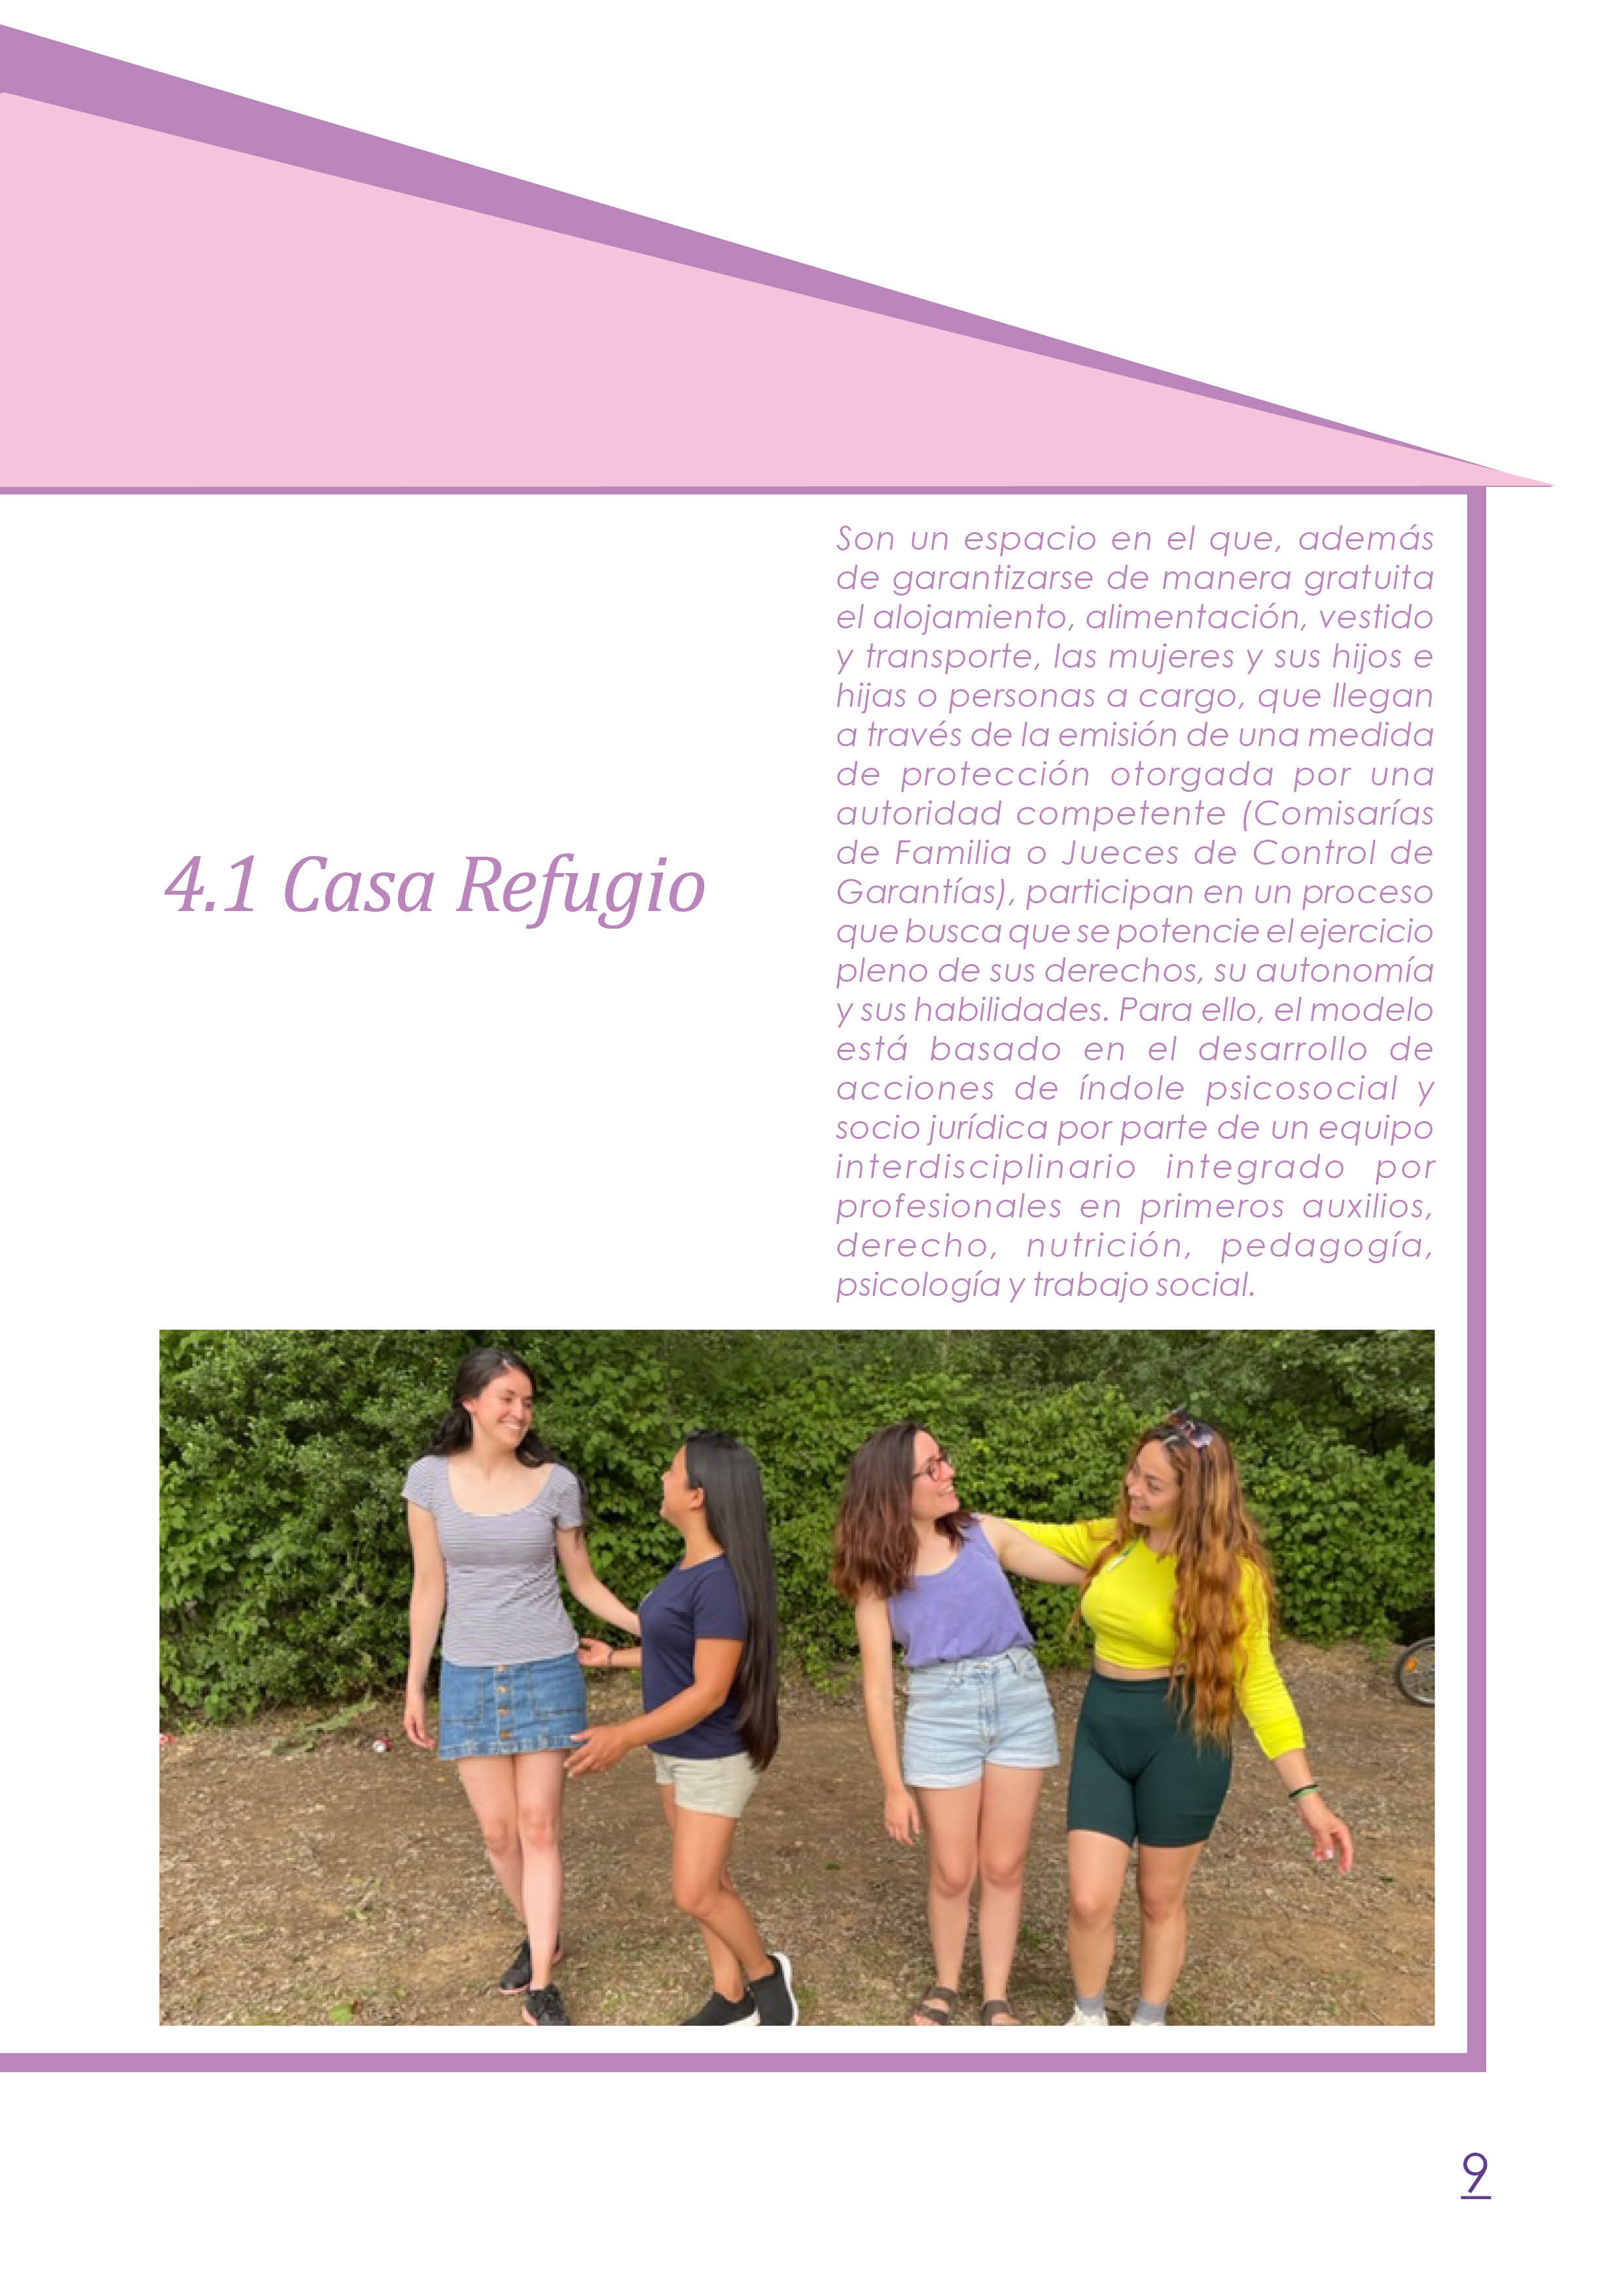 4.1 Casa Refugio
Son un espacio en el que, además
de garantizarse de manera gratuita
el alojamiento, alimentación, vestido
y transporte, las mujeres y sus hijos e
hijas o personas a cargo, que llegan
a través de la emisión de una medida
de protección otorgada por una
autoridad competente (Comisarías
de Familia o Jueces de Control de
Garantías), participan en un proceso
que busca que se potencie el ejercicio
pleno de sus derechos, su autonomía
y sus habilidades. Para ello, el modelo
está basado en el desarrollo de
acciones de índole psicosocial y
socio jurídica por parte de un equipo
interdisciplinario integrado por
profesionales en primeros auxilios,
derecho, nutrición, pedagogía,
psicología y trabajo social.
9